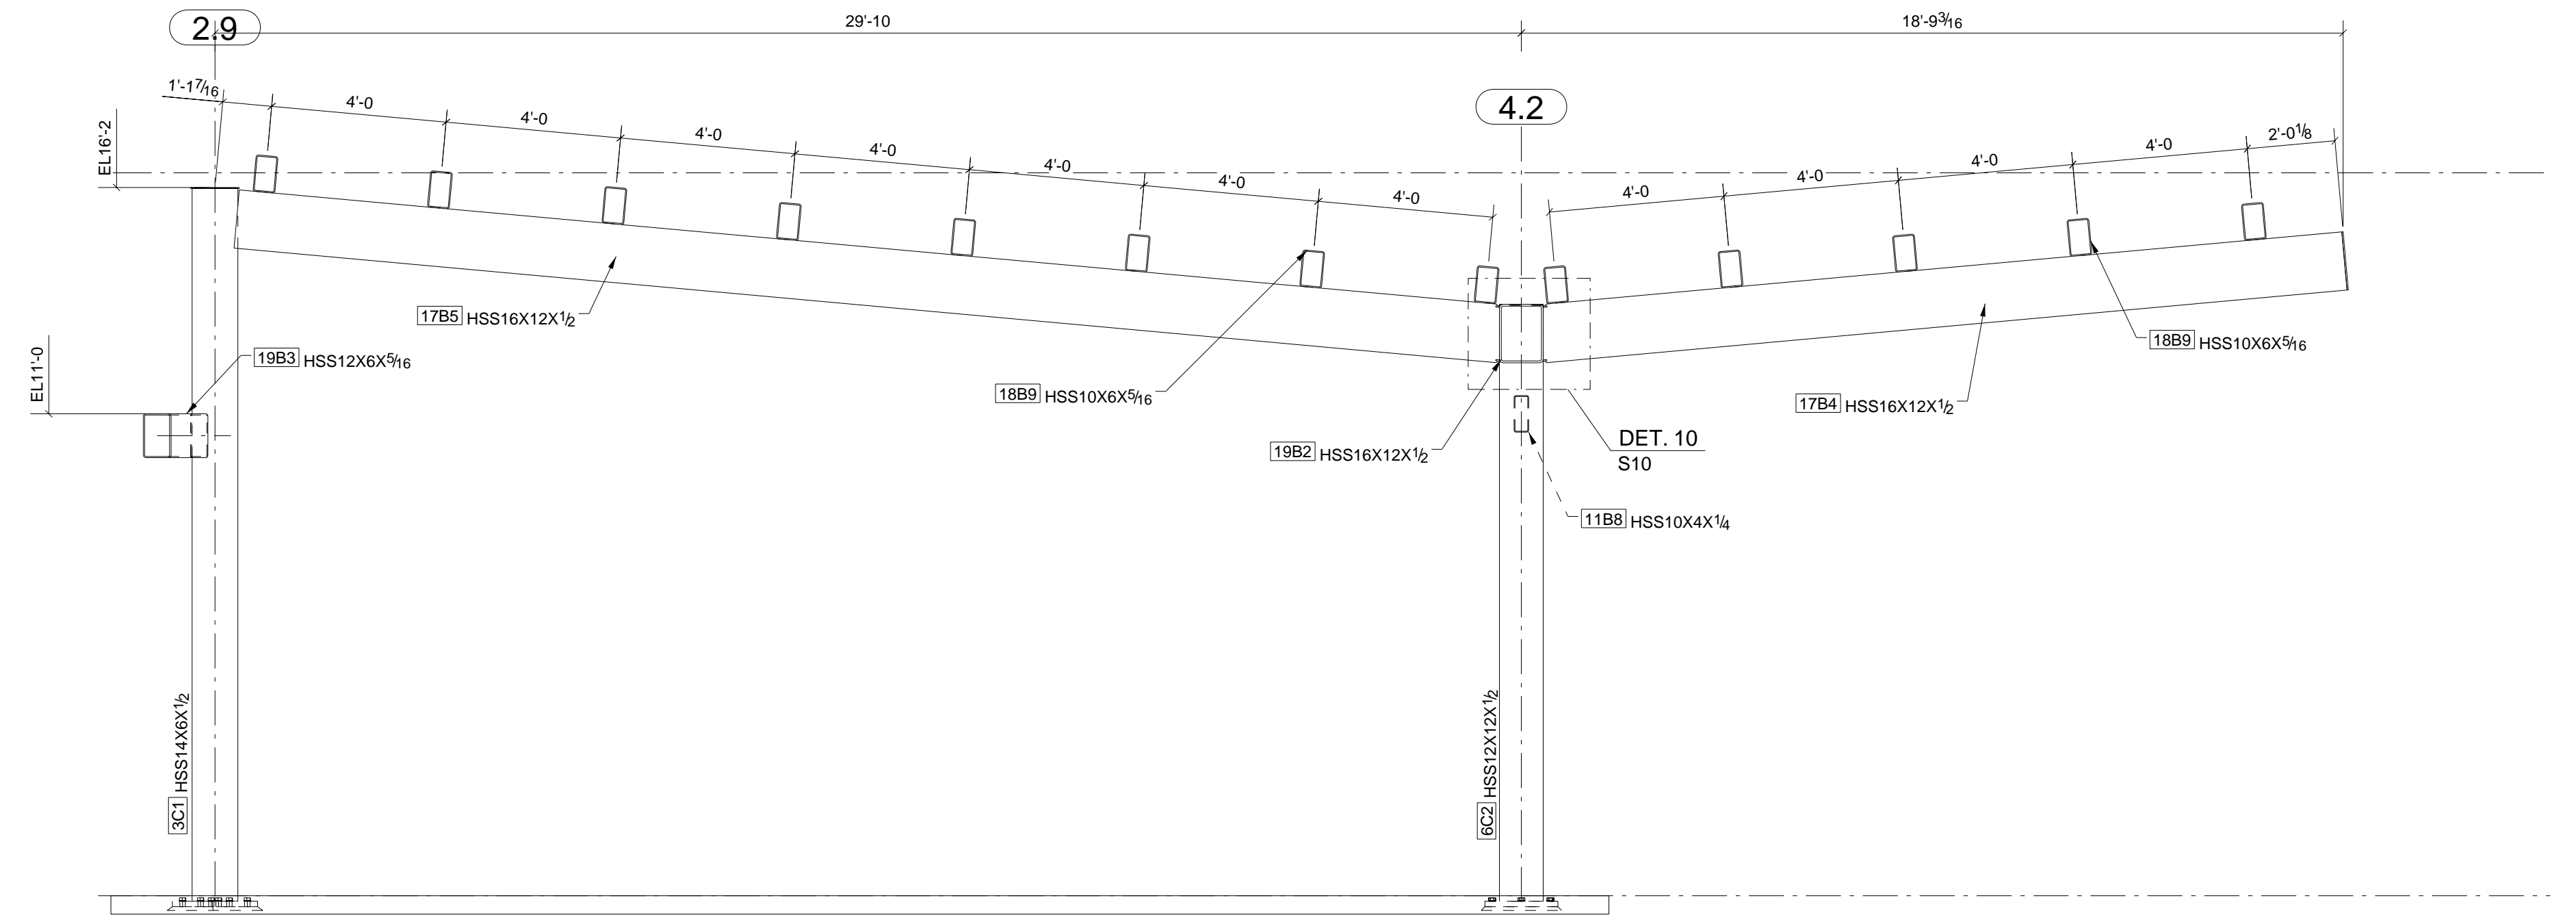 2.9
29'-10
18'-9 3/16
4.2
1'-1 7/16
4'-0
4'-0
4'-0
4'-0
4'-0
4'-0
4'-0
4'-0
4'-0
4'-0
4'-0
2'-0 1/8
EL16'-2
EL11'-0
17B5 HSS16X12X1/2
19B3 HSS12X6X5/16
18B9 HSS10X6X5/16
19B2 HSS16X12X1/2
DET. 10
S10
11B8 HSS10X4X1/4
17B4 HSS16X12X1/2
18B9 HSS10X6X5/16
3C1 HSS14X6X1/2
6C2 HSS12X12X1/2